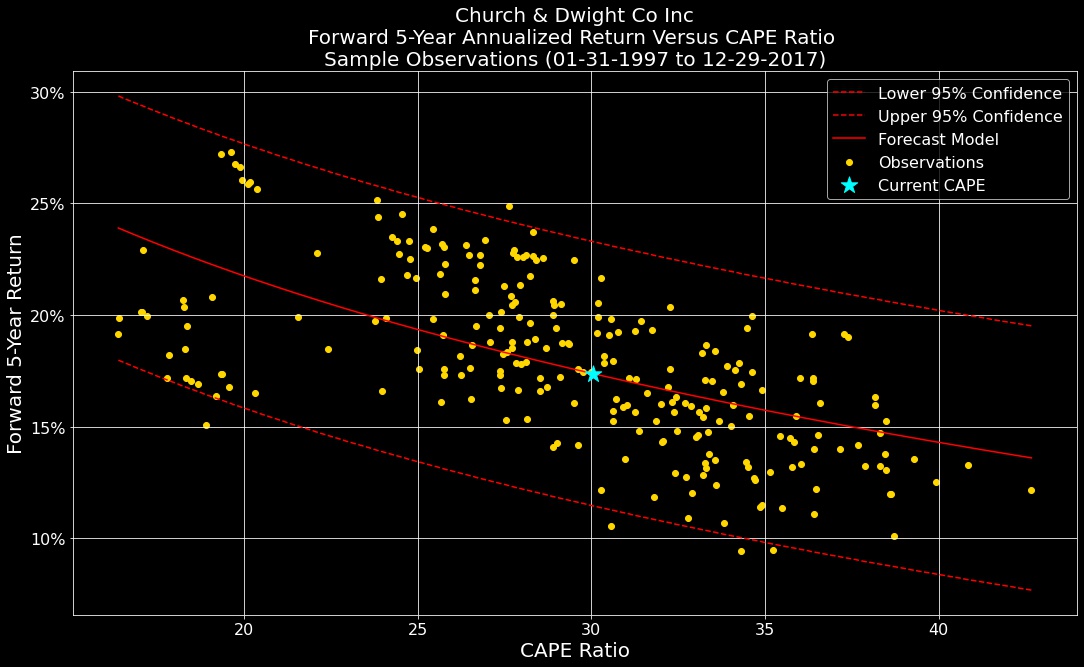 Church & Dwight Co Inc
Forward 5-Year Annualized Return Versus CAPE Ratio
Sample Observations (01-31-1997 to 12-29-2017)
Lower 95% Confidence
Upper 95% Confidence
Forecast Model
Observations
Current CAPE
Forward 5-Year Return
30%
25%
20%
15%
10%
20 25 30 35 40
CAPE Ratio